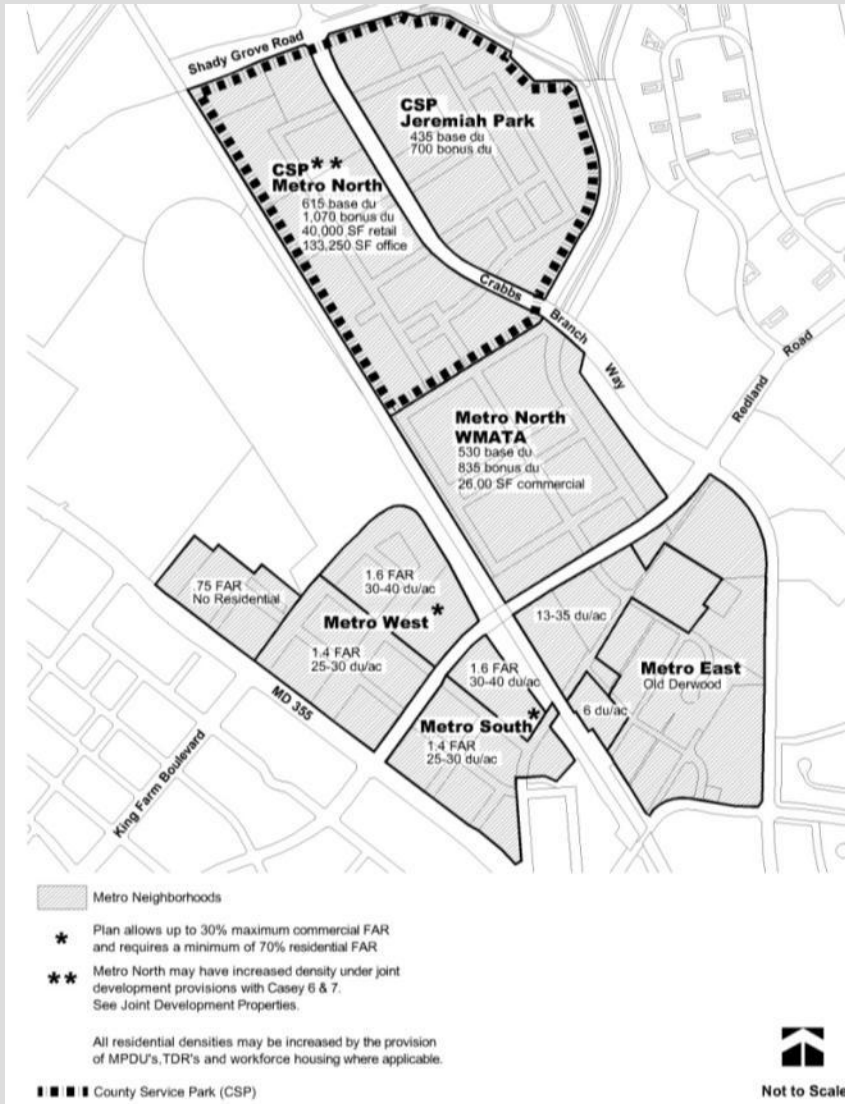 Shady Grove Road
CSP
Jeremiah Park
435 base du
700 bonus du
CSP**
Metro North
615 base du
1,070 bonus du
40,000 SF retail
133,250 SF office
Crabbs
Branch
Way
Redland
Road
Metro North
WMATA
530 base du
835 bonus du
26,00 SF commercial
.75 FAR
No Residential
1.6 FAR
30-40 du/ac
Metro West*
1.4 FAR
25-30 du/ac
13-35 du/ac
1.6 FAR
30-40 du/ac
Metro East
Old Derwood
6 du/ac
Metro South*
1.4 FAR
25-30 du/ac
MD 355
King Farm Boulevard
Metro Neighborhoods
* Plan allows up to 30% maximum commercial FAR
and requires a minimum of 70% residential FAR
** Metro North may have increased density under joint
development provisions with Casey 6 & 7.
See Joint Development Properties.
All residential densities may be increased by the provision
of MPDU's,TDR's and workforce housing where applicable.
County Service Park (CSP)
Not to Scale